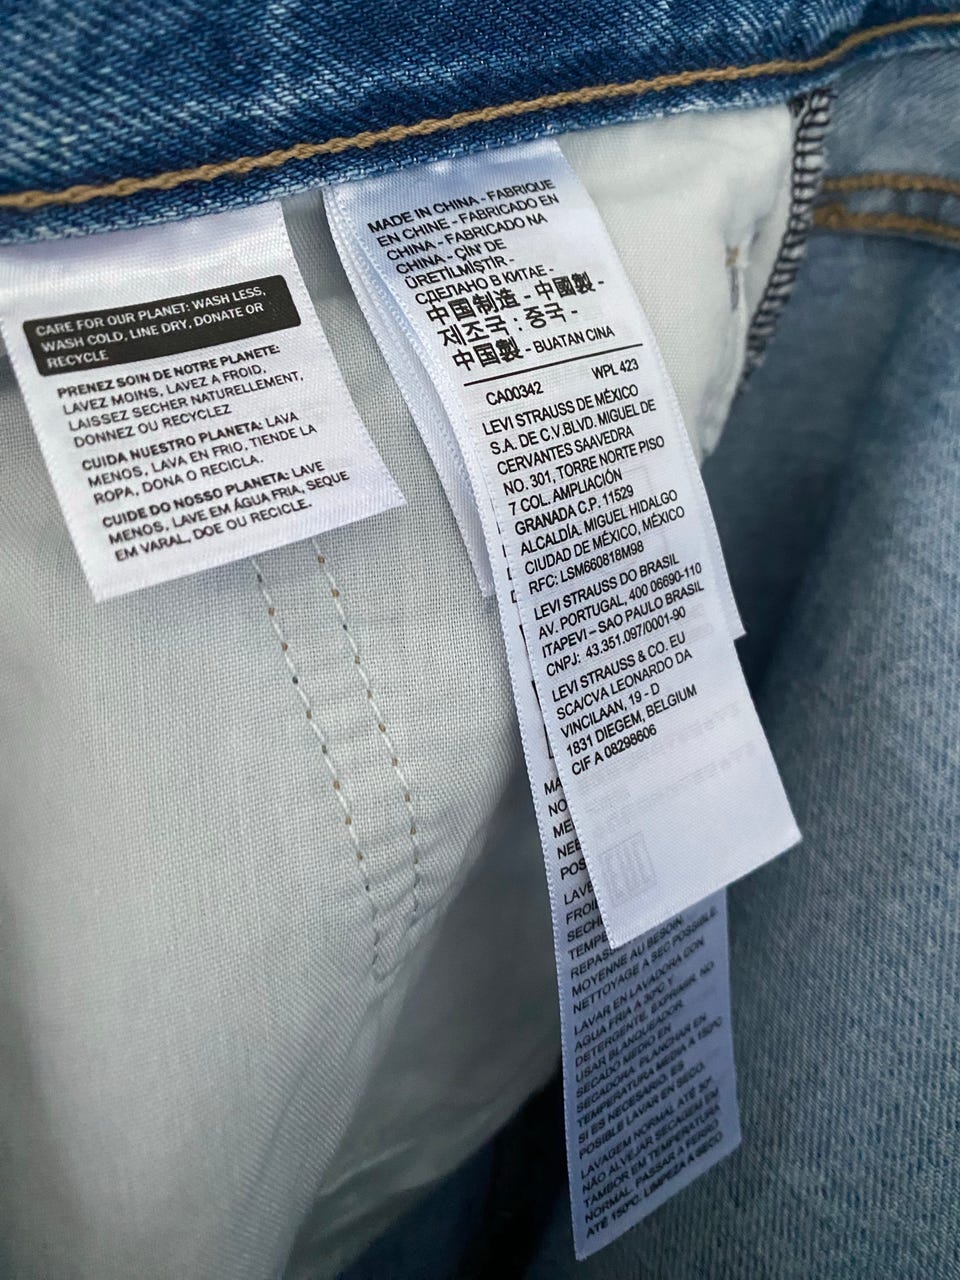 CARE FOR OUR PLANET: WASH LESS,
WASH COLD, LINE DRY, DONATE OR
RECYCLE
PRENEZ SOIN DE NOTRE PLANETE:
LAVEZ MOINS, LAVEZ A FROID,
LAISSEZ SECHER NATURELLEMENT,
DONNEZ OU RECYCLEZ
CUIDA NUESTRO PLANETA: LAVA
MENOS, LAVA EN FRIO, TIENDE LA
ROPA, DONA O RECICLA.
CUIDE DO NOSSO PLANETA: LAVE
MENOS, LAVE EM ÁGUA FRIA, SEQUE
EM VARAL, DOE OU RECICLE.
MADE IN CHINA - FABRIQUE
EN CHINE - FABRICADO EN
CHINA - FABRICADO NA
CHINA - ÇIN' DE
ÜRETILMIŞTIR -
СДЕЛАНО В КИТАЕ -
中国制造 - 中國製 -
제조국 : 중국 -
中国製 - BUATAN CINA
CA00342 WPL 423
LEVI STRAUSS DE MÉXICO
S.A. DE C.V.BLVD. MIGUEL DE
CERVANTES SAAVEDRA
NO. 301, TORRE NORTE PISO
7 COL. AMPLIACIÓN
GRANADA C.P. 11529
ALCALDÍA. MIGUEL HIDALGO
CIUDAD DE MÉXICO, MÉXICO
RFC: LSM660818M98
LEVI STRAUSS DO BRASIL
AV. PORTUGAL, 400 06690-110
ITAPEVI – SAO PAULO BRASIL
CNPJ: 43.351.097/0001-90
LEVI STRAUSS & CO. EU
SCA/CVA LEONARDO DA
VINCILAAN, 19 - D
1831 DIEGEM, BELGIUM
CIF A 08298606
MOYENNE AU BESOIN.
NETTOYAGE A SEC POSSIBLE.
LAVAR EN LAVADORA CON
AGUA FRIA A 30ºC Y
DETERGENTE. EXPRIMIR. NO
USAR BLANQUEADOR.
SECADO MEDIO EN
SECADORA. PLANCHAR EN
TEMPERATURA MEDIA A 150ºC
SI ES NECESARIO. ES
POSIBLE LAVAR EN SECO.
LAVAGEM NORMAL ATÉ 30º.
NÃO ALVEJAR SECAGEM EM
TAMBOR EM TEMPERATURA
NORMAL. PASSAR A FERRO
ATÉ 150ºC. LIMPEZA A SECO